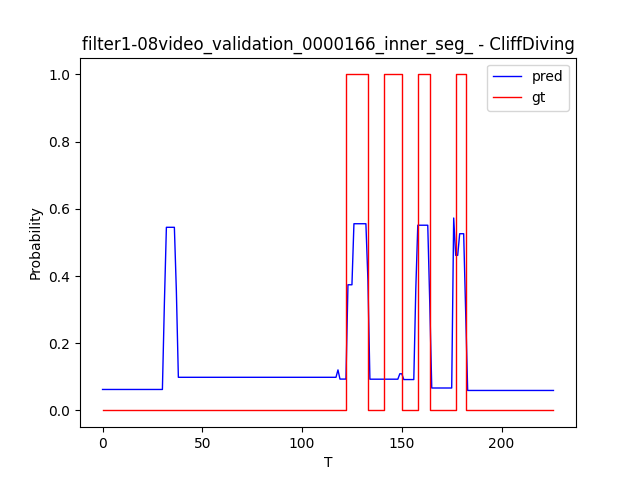 filter1-08video_validation_0000166_inner_seg_ - CliffDiving
pred
gt
1.0
0.8
0.6
0.4
0.2
0.0
Probability
0
50
100
150
200
T